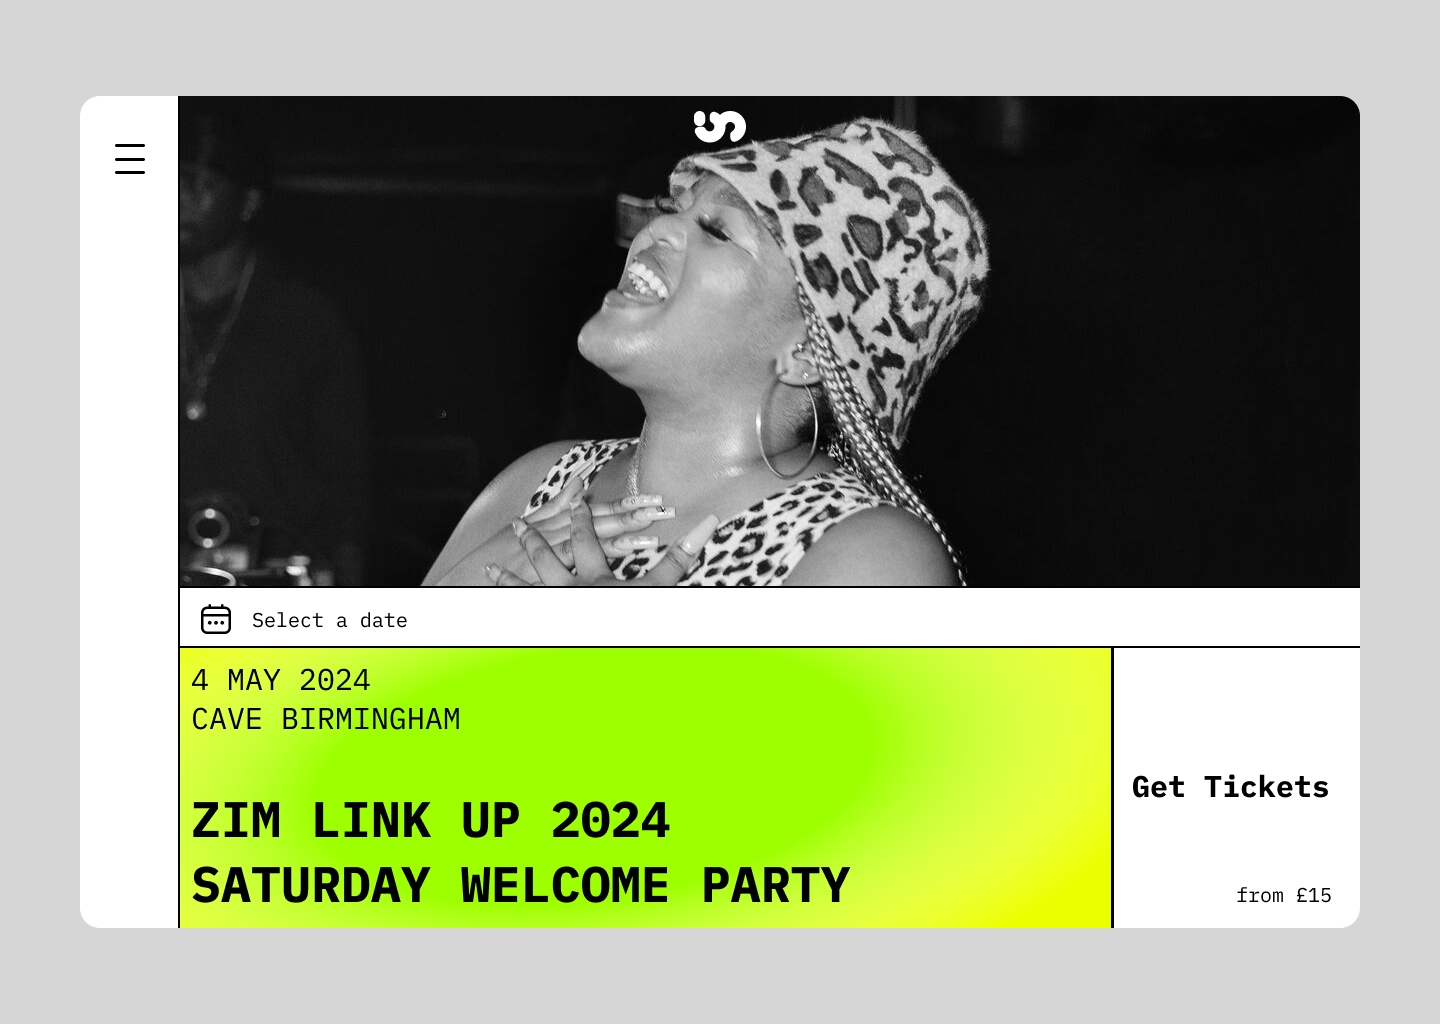 Select a date
4 MAY 2024
CAVE BIRMINGHAM
ZIM LINK UP 2024
SATURDAY WELCOME PARTY
Get Tickets
from £15